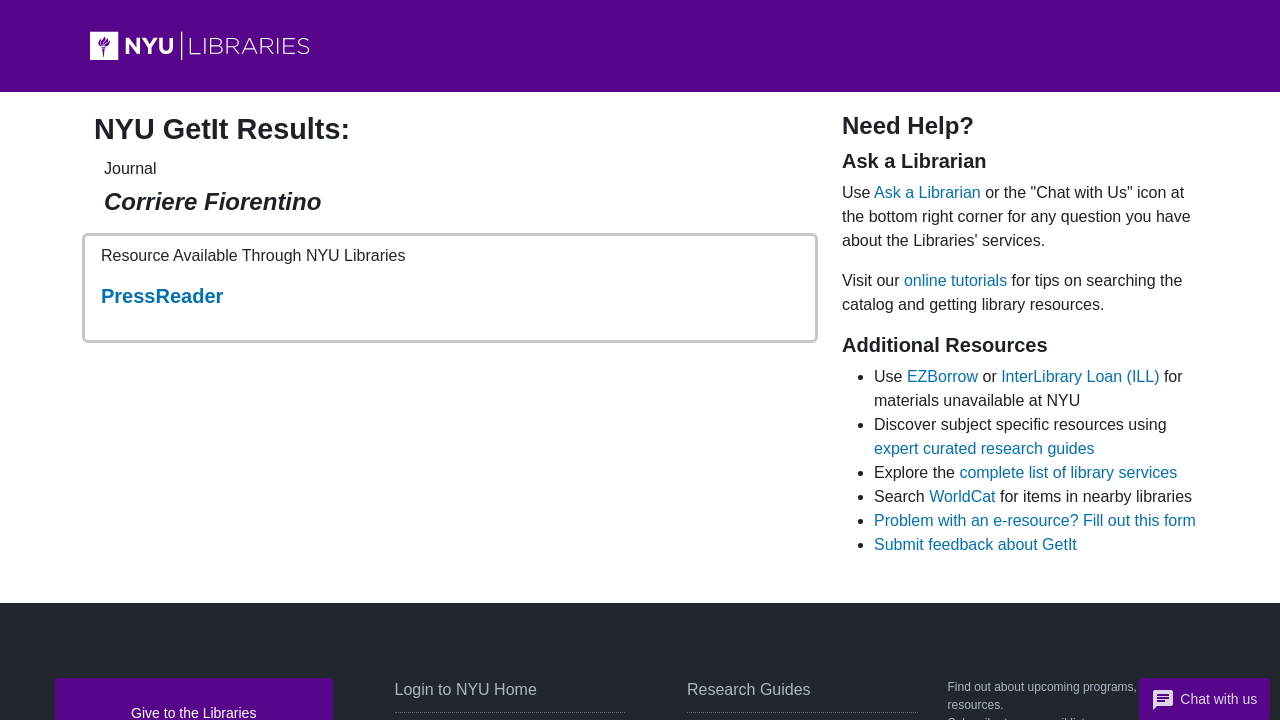 NYU LIBRARIES
NYU GetIt Results:
Journal
Corriere Fiorentino
Resource Available Through NYU Libraries
PressReader
Need Help?
Ask a Librarian
Use Ask a Librarian or the "Chat with Us" icon at
the bottom right corner for any question you have
about the Libraries' services.
Visit our online tutorials for tips on searching the
catalog and getting library resources.
Additional Resources
Use EZBorrow or InterLibrary Loan (ILL) for
materials unavailable at NYU
Discover subject specific resources using
expert curated research guides
Explore the complete list of library services
Search WorldCat for items in nearby libraries
Problem with an e-resource? Fill out this form
Submit feedback about GetIt
Give to the Libraries
Login to NYU Home
Research Guides
Find out about upcoming programs,
resources.
Chat with us